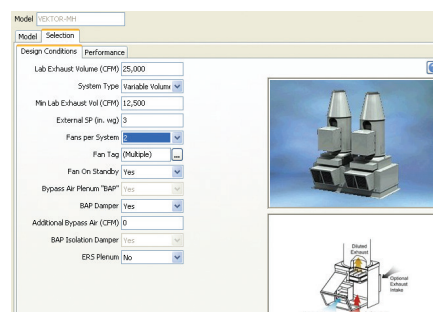 Model VEKTOR-MH
Model Selection
Design Conditions Performance
Lab Exhaust Volume (CFM) 25,000
System Type Variable Volume
Min Lab Exhaust Vol (CFM) 12,500
External SP (in. wg) 3
Fans per System 2
Fan Tag (Multiple) ...
Fan On Standby Yes
Bypass Air Plenum "BAP" Yes
BAP Damper Yes
Additional Bypass Air (CFM) 0
BAP Isolation Damper Yes
ERS Plenum No
Diluted
Exhaust
Optional
Exhaust
Intake